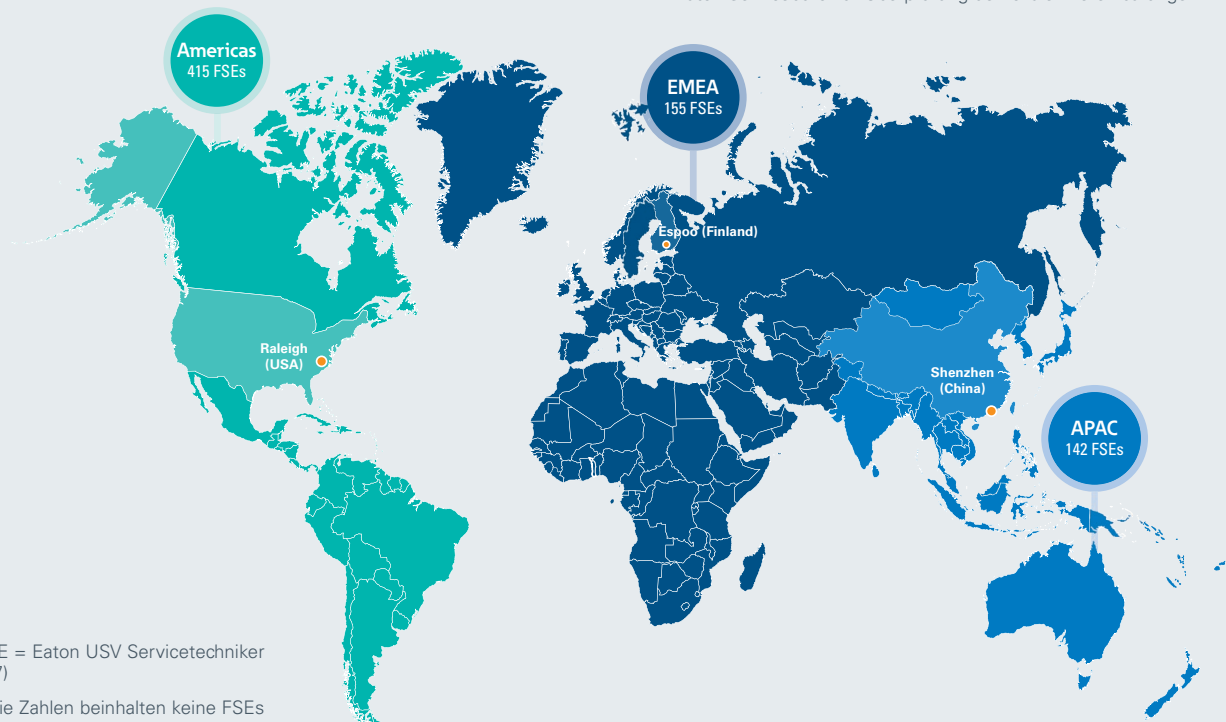 Americas
415 FSEs
EMEA
155 FSEs
Espoo (Finland)
Raleigh
(USA)
Shenzhen
(China)
APAC
142 FSEs
E = Eaton USV Servicetechniker
7)
ie Zahlen beinhalten keine FSEs